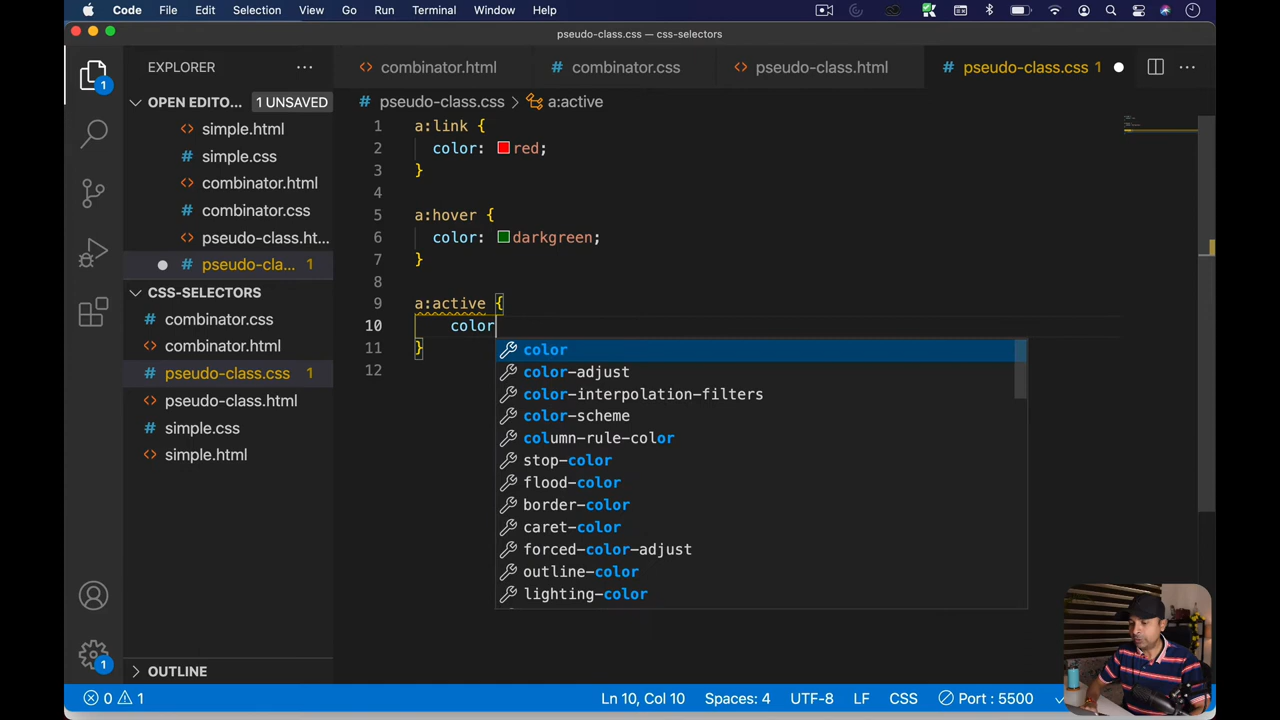 Code File Edit Selection View Go Run Terminal Window Help
pseudo-class.css — css-selectors
EXPLORER
combinator.html
combinator.css
pseudo-class.html
pseudo-class.css 1
OPEN EDITO... 1 UNSAVED
simple.html
simple.css
combinator.html
combinator.css
pseudo-class.ht...
pseudo-cla... 1
CSS-SELECTORS
combinator.css
combinator.html
pseudo-class.css 1
pseudo-class.html
simple.css
simple.html
OUTLINE
1
1
pseudo-class.css > a:active
1 a:link {
2 color: red;
3 }
4
5 a:hover {
6 color: darkgreen;
7 }
8
9 a:active {
10 color
11 }
12
color
color-adjust
color-interpolation-filters
color-scheme
column-rule-color
stop-color
flood-color
border-color
caret-color
forced-color-adjust
outline-color
lighting-color
0 1 Ln 10, Col 10 Spaces: 4 UTF-8 LF CSS Port : 5500